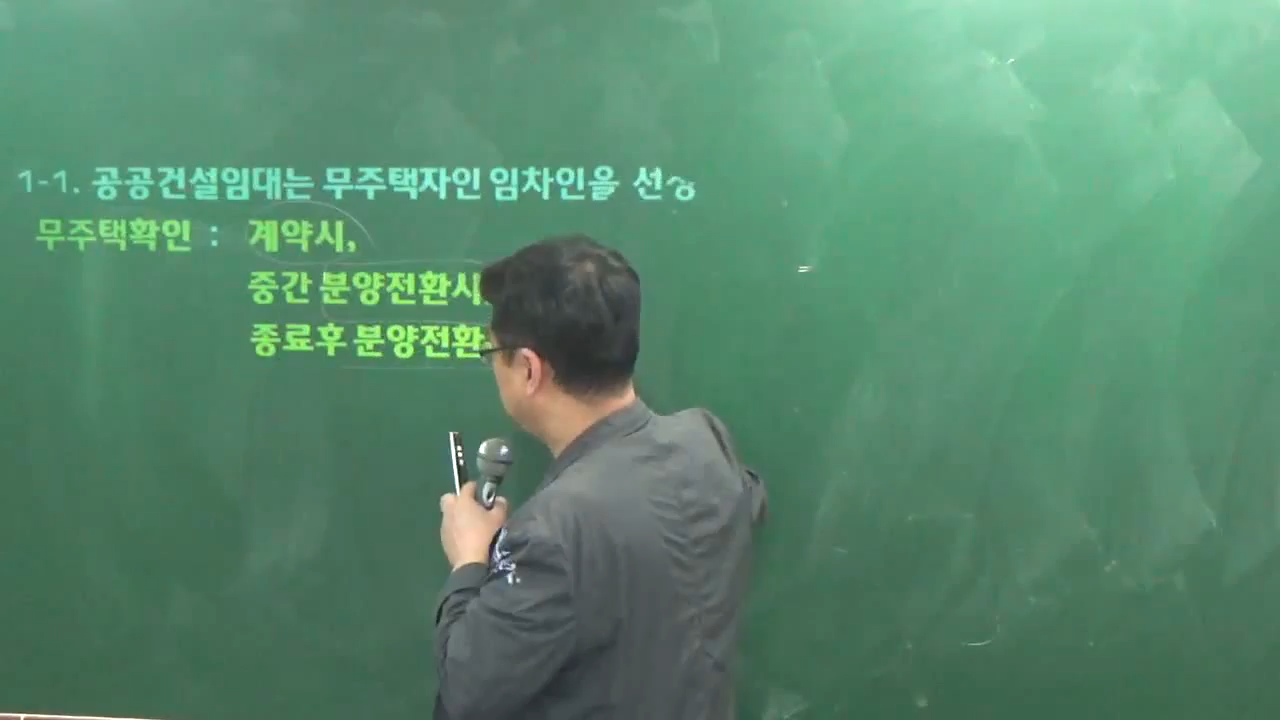 1-1. 공공건설임대는 무주택자인 임차인을 선정
무주택확인 : 계약시,
중간 분양전환시
종료후 분양전환